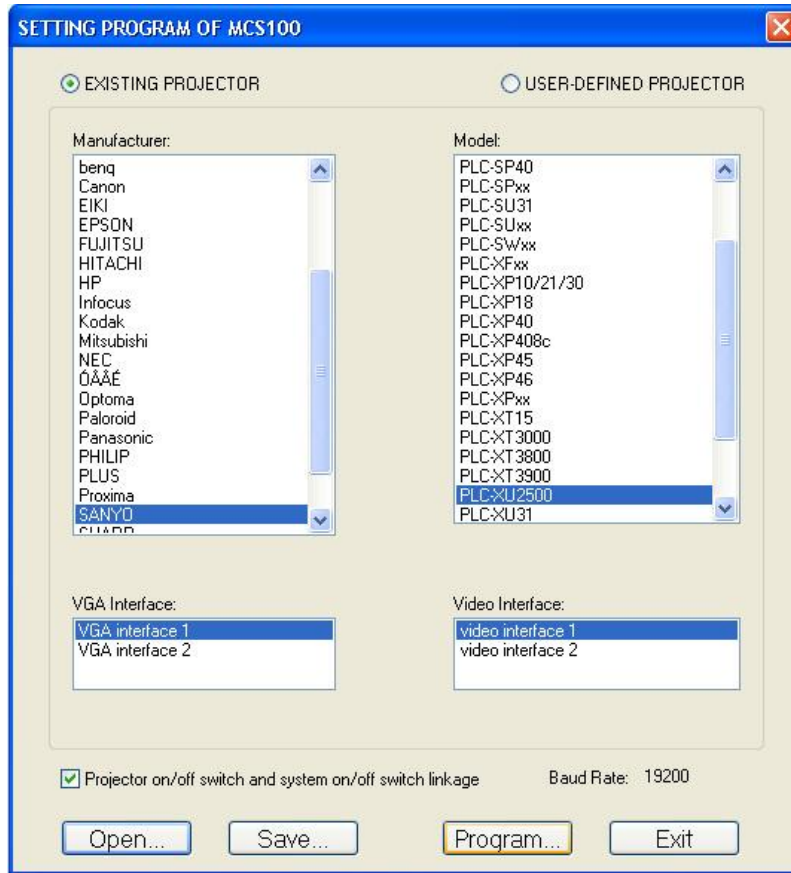 SETTING PROGRAM OF MCS100
EXISTING PROJECTOR
USER-DEFINED PROJECTOR
Manufacturer:
benq
Canon
EIKI
EPSON
FUJITSU
HITACHI
HP
Infocus
Kodak
Mitsubishi
NEC
ÓÅÅÉ
Optoma
Paloroid
Panasonic
PHILIP
PLUS
Proxima
SANYO
SHARP
Model:
PLC-SP40
PLC-SPxx
PLC-SU31
PLC-SUxx
PLC-SWxx
PLC-XFxx
PLC-XP10/21/30
PLC-XP18
PLC-XP40
PLC-XP408c
PLC-XP45
PLC-XP46
PLC-XPxx
PLC-XT15
PLC-XT3000
PLC-XT3800
PLC-XT3900
PLC-XU2500
PLC-XU31
VGA Interface:
VGA interface 1
VGA interface 2
Video Interface:
video interface 1
video interface 2
Projector on/off switch and system on/off switch linkage
Baud Rate: 19200
Open...
Save...
Program...
Exit